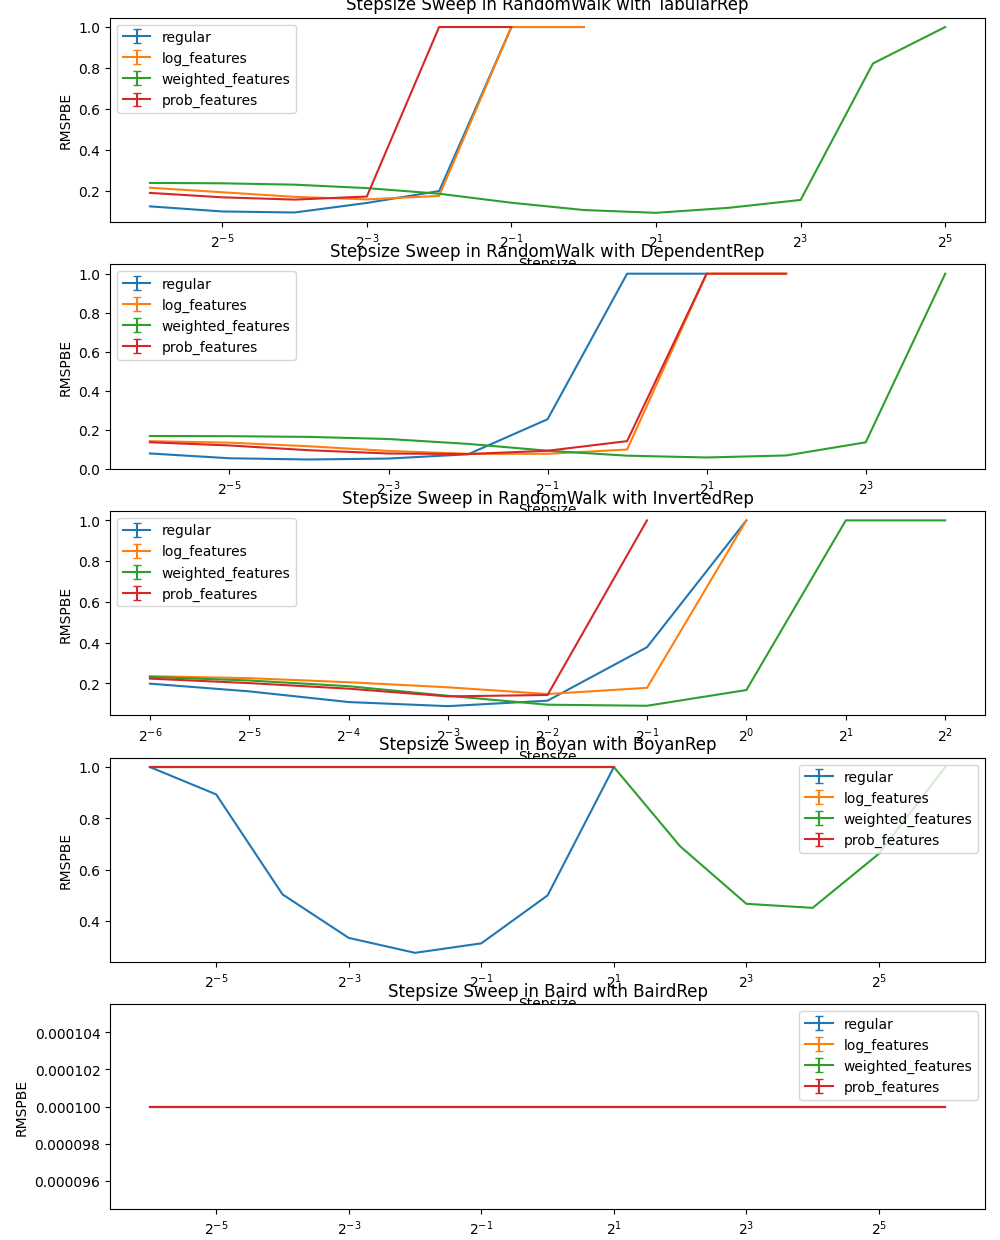 Stepsize Sweep in RandomWalk with TabularRep
RMSPBE
1.0
0.8
0.6
0.4
0.2
regular
log_features
weighted_features
prob_features
2^-5
2^-3
2^-1
2^1
2^3
2^5
Stepsize
Stepsize Sweep in RandomWalk with DependentRep
RMSPBE
1.0
0.8
0.6
0.4
0.2
0.0
regular
log_features
weighted_features
prob_features
2^-5
2^-3
2^-1
2^1
2^3
Stepsize
Stepsize Sweep in RandomWalk with InvertedRep
RMSPBE
1.0
0.8
0.6
0.4
0.2
regular
log_features
weighted_features
prob_features
2^-6
2^-5
2^-4
2^-3
2^-2
2^-1
2^0
2^1
2^2
Stepsize
Stepsize Sweep in Boyan with BoyanRep
RMSPBE
1.0
0.8
0.6
0.4
regular
log_features
weighted_features
prob_features
2^-5
2^-3
2^-1
2^1
2^3
2^5
Stepsize
Stepsize Sweep in Baird with BairdRep
RMSPBE
0.000104
0.000102
0.000100
0.000098
0.000096
regular
log_features
weighted_features
prob_features
2^-5
2^-3
2^-1
2^1
2^3
2^5